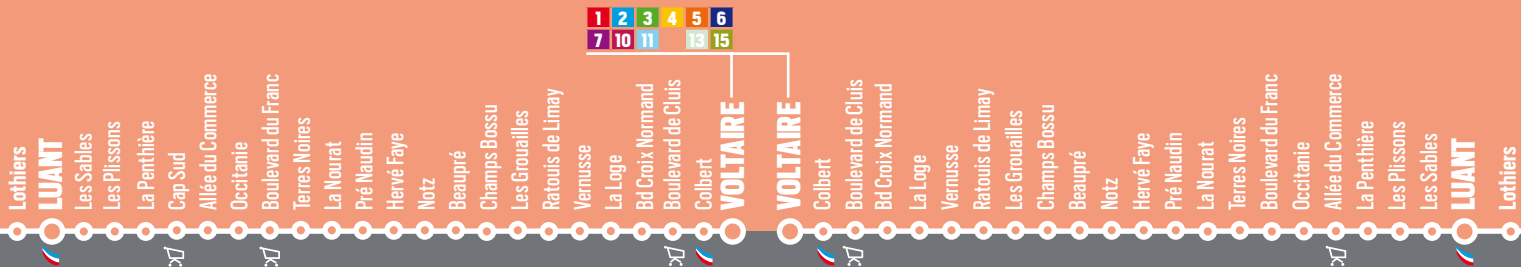 1 2 3 4 5 6
7 10 11 13 15
Lothiers
LUANT
Les Sables
Les Plissons
La Penthière
Cap Sud
Allée du Commerce
Occitanie
Boulevard du Franc
Terres Noires
La Nourat
Pré Naudin
Hervé Faye
Notz
Beaupré
Champs Bossu
Les Grouailles
Ratouis de Limay
Vernusse
La Loge
Bd Croix Normand
Boulevard de Cluis
Colbert
VOLTAIRE
VOLTAIRE
Colbert
Boulevard de Cluis
Bd Croix Normand
La Loge
Vernusse
Ratouis de Limay
Les Grouailles
Champs Bossu
Beaupré
Notz
Hervé Faye
Pré Naudin
La Nourat
Terres Noires
Boulevard du Franc
Occitanie
Allée du Commerce
La Penthière
Les Plissons
Les Sables
LUANT
Lothiers